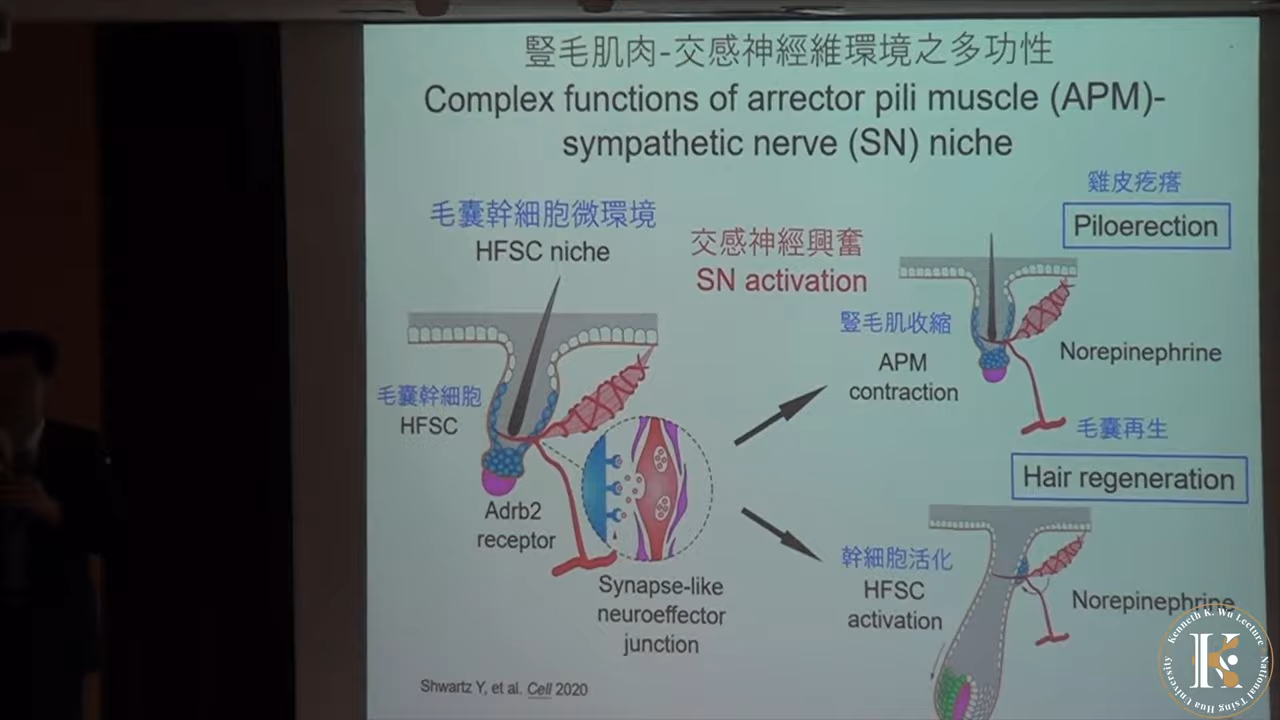 豎毛肌肉-交感神經維環境之多功性
Complex functions of arrector pili muscle (APM)-
sympathetic nerve (SN) niche
毛囊幹細胞微環境
HFSC niche
毛囊幹細胞
HFSC
Adrb2
receptor
Synapse-like
neuroeffector
junction
交感神經興奮
SN activation
雞皮疙瘩
Piloerection
豎毛肌收縮
APM
contraction
Norepinephrine
毛囊再生
Hair regeneration
幹細胞活化
HFSC
activation
Norepinephrine
Shwartz Y, et al. Cell 2020
Kenneth K. Wu Lecture
National Tsing Hua University
K